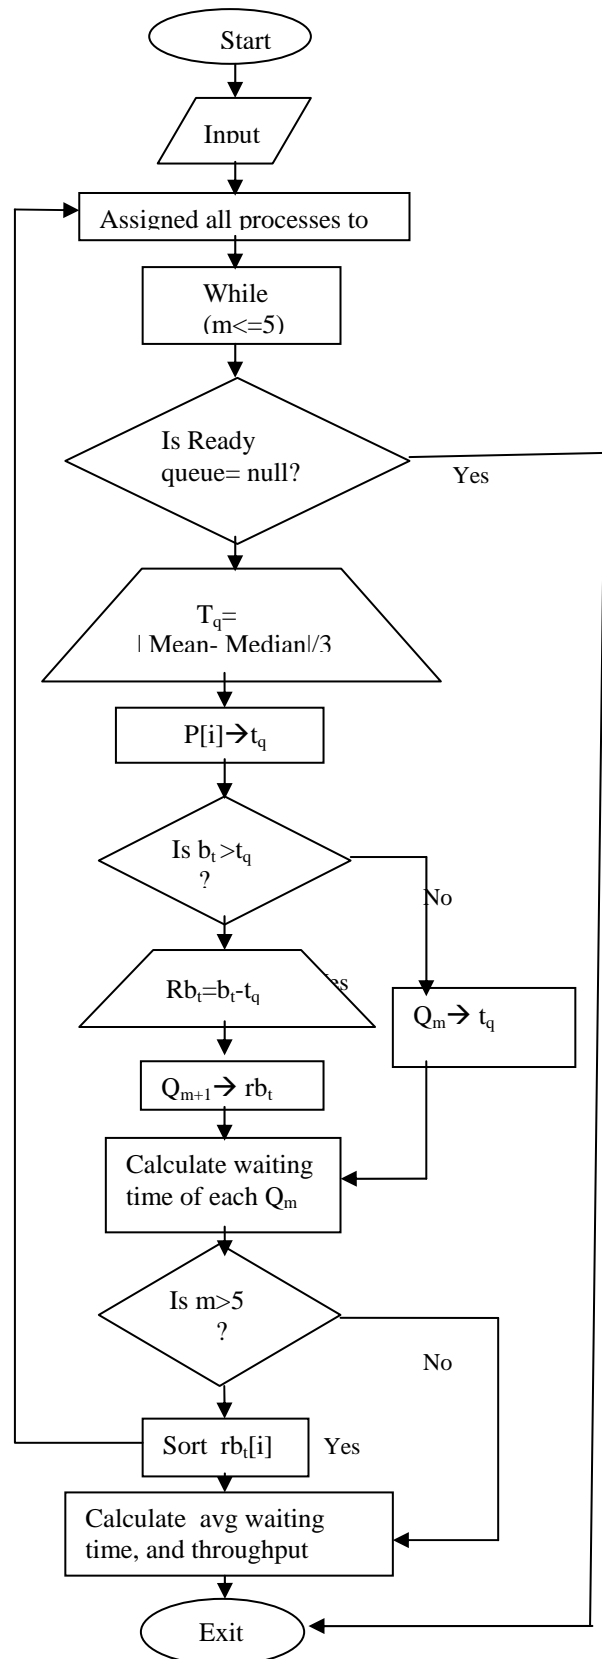 Start
Input
Assigned all processes to
While
(m<=5)
Is Ready
queue= null?
Yes
Tq=
| Mean- Median|/3
P[i]→tq
Is bt >tq
?
No
Rbt=bt-tq
Yes
Qm→ tq
Qm+1→ rbt
Calculate waiting
time of each Qm
Is m>5
?
No
Sort rbt[i]
Yes
Calculate avg waiting
time, and throughput
Exit